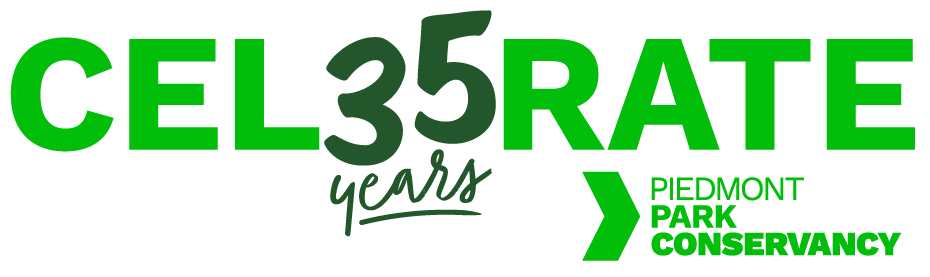 CEL35RATE
years
PIEDMONT
PARK
CONSERVANCY